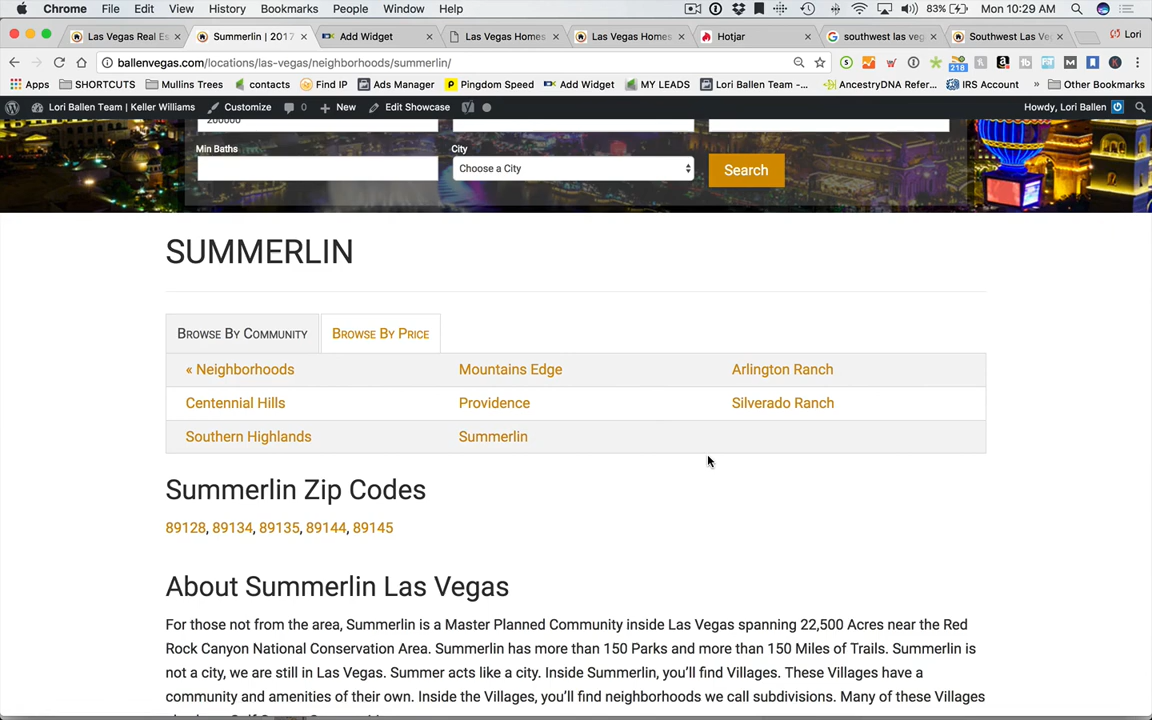 Chrome File Edit View History Bookmarks People Window Help 83% Mon 10:29 AM
Las Vegas Real Es Summerlin | 2017 Add Widget Las Vegas Homes Las Vegas Homes Hotjar southwest las veg Southwest Las Ve Lori
ballenvegas.com/locations/las-vegas/neighborhoods/summerlin/ 218
Apps SHORTCUTS Mullins Trees contacts Find IP Ads Manager Pingdom Speed Add Widget MY LEADS Lori Ballen Team -... AncestryDNA Refer... IRS Account » Other Bookmarks
Lori Ballen Team | Keller Williams Customize 0 + New Edit Showcase Howdy, Lori Ballen
200000
Min Baths City
Choose a City Search
SUMMERLIN
BROWSE BY COMMUNITY BROWSE BY PRICE
« Neighborhoods Mountains Edge Arlington Ranch
Centennial Hills Providence Silverado Ranch
Southern Highlands Summerlin
Summerlin Zip Codes
89128, 89134, 89135, 89144, 89145
About Summerlin Las Vegas
For those not from the area, Summerlin is a Master Planned Community inside Las Vegas spanning 22,500 Acres near the Red
Rock Canyon National Conservation Area. Summerlin has more than 150 Parks and more than 150 Miles of Trails. Summerlin is
not a city, we are still in Las Vegas. Summer acts like a city. Inside Summerlin, you'll find Villages. These Villages have a
community and amenities of their own. Inside the Villages, you'll find neighborhoods we call subdivisions. Many of these Villages